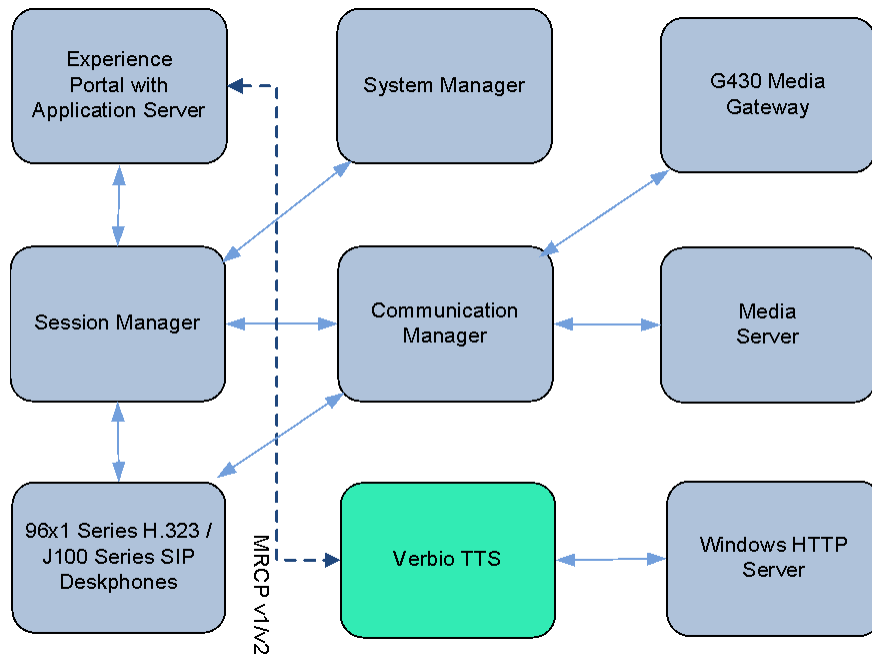 Experience
Portal with
Application Server
System Manager
G430 Media
Gateway
Session Manager
Communication
Manager
Media
Server
96x1 Series H.323 /
J100 Series SIP
Deskphones
MRCP v1/v2
Verbio TTS
Windows HTTP
Server